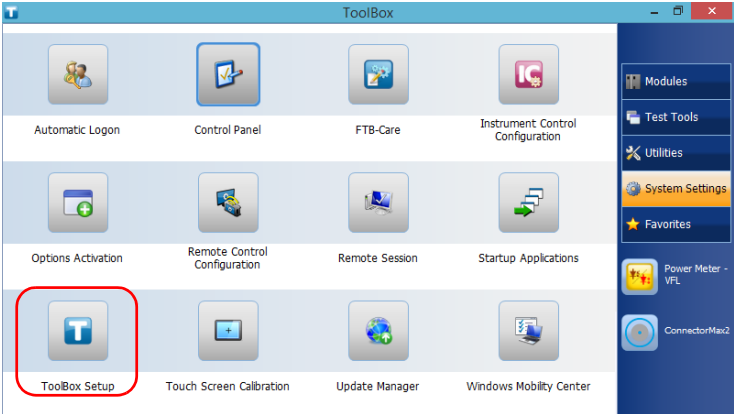 ToolBox
Automatic Logon
Control Panel
FTB-Care
Instrument Control
Configuration
Options Activation
Remote Control
Configuration
Remote Session
Startup Applications
ToolBox Setup
Touch Screen Calibration
Update Manager
Windows Mobility Center
Modules
Test Tools
Utilities
System Settings
Favorites
Power Meter -
VFL
ConnectorMax2